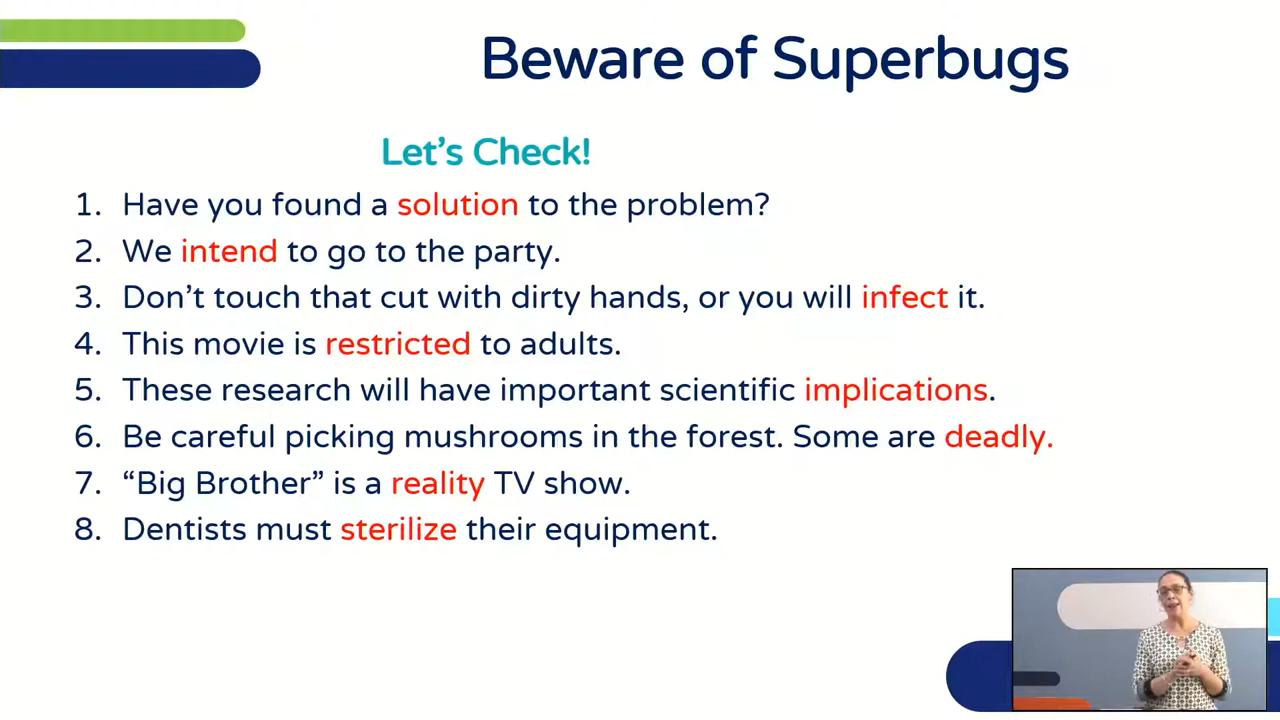 Beware of Superbugs
Let's Check!
1. Have you found a solution to the problem?
2. We intend to go to the party.
3. Don't touch that cut with dirty hands, or you will infect it.
4. This movie is restricted to adults.
5. These research will have important scientific implications.
6. Be careful picking mushrooms in the forest. Some are deadly.
7. “Big Brother” is a reality TV show.
8. Dentists must sterilize their equipment.